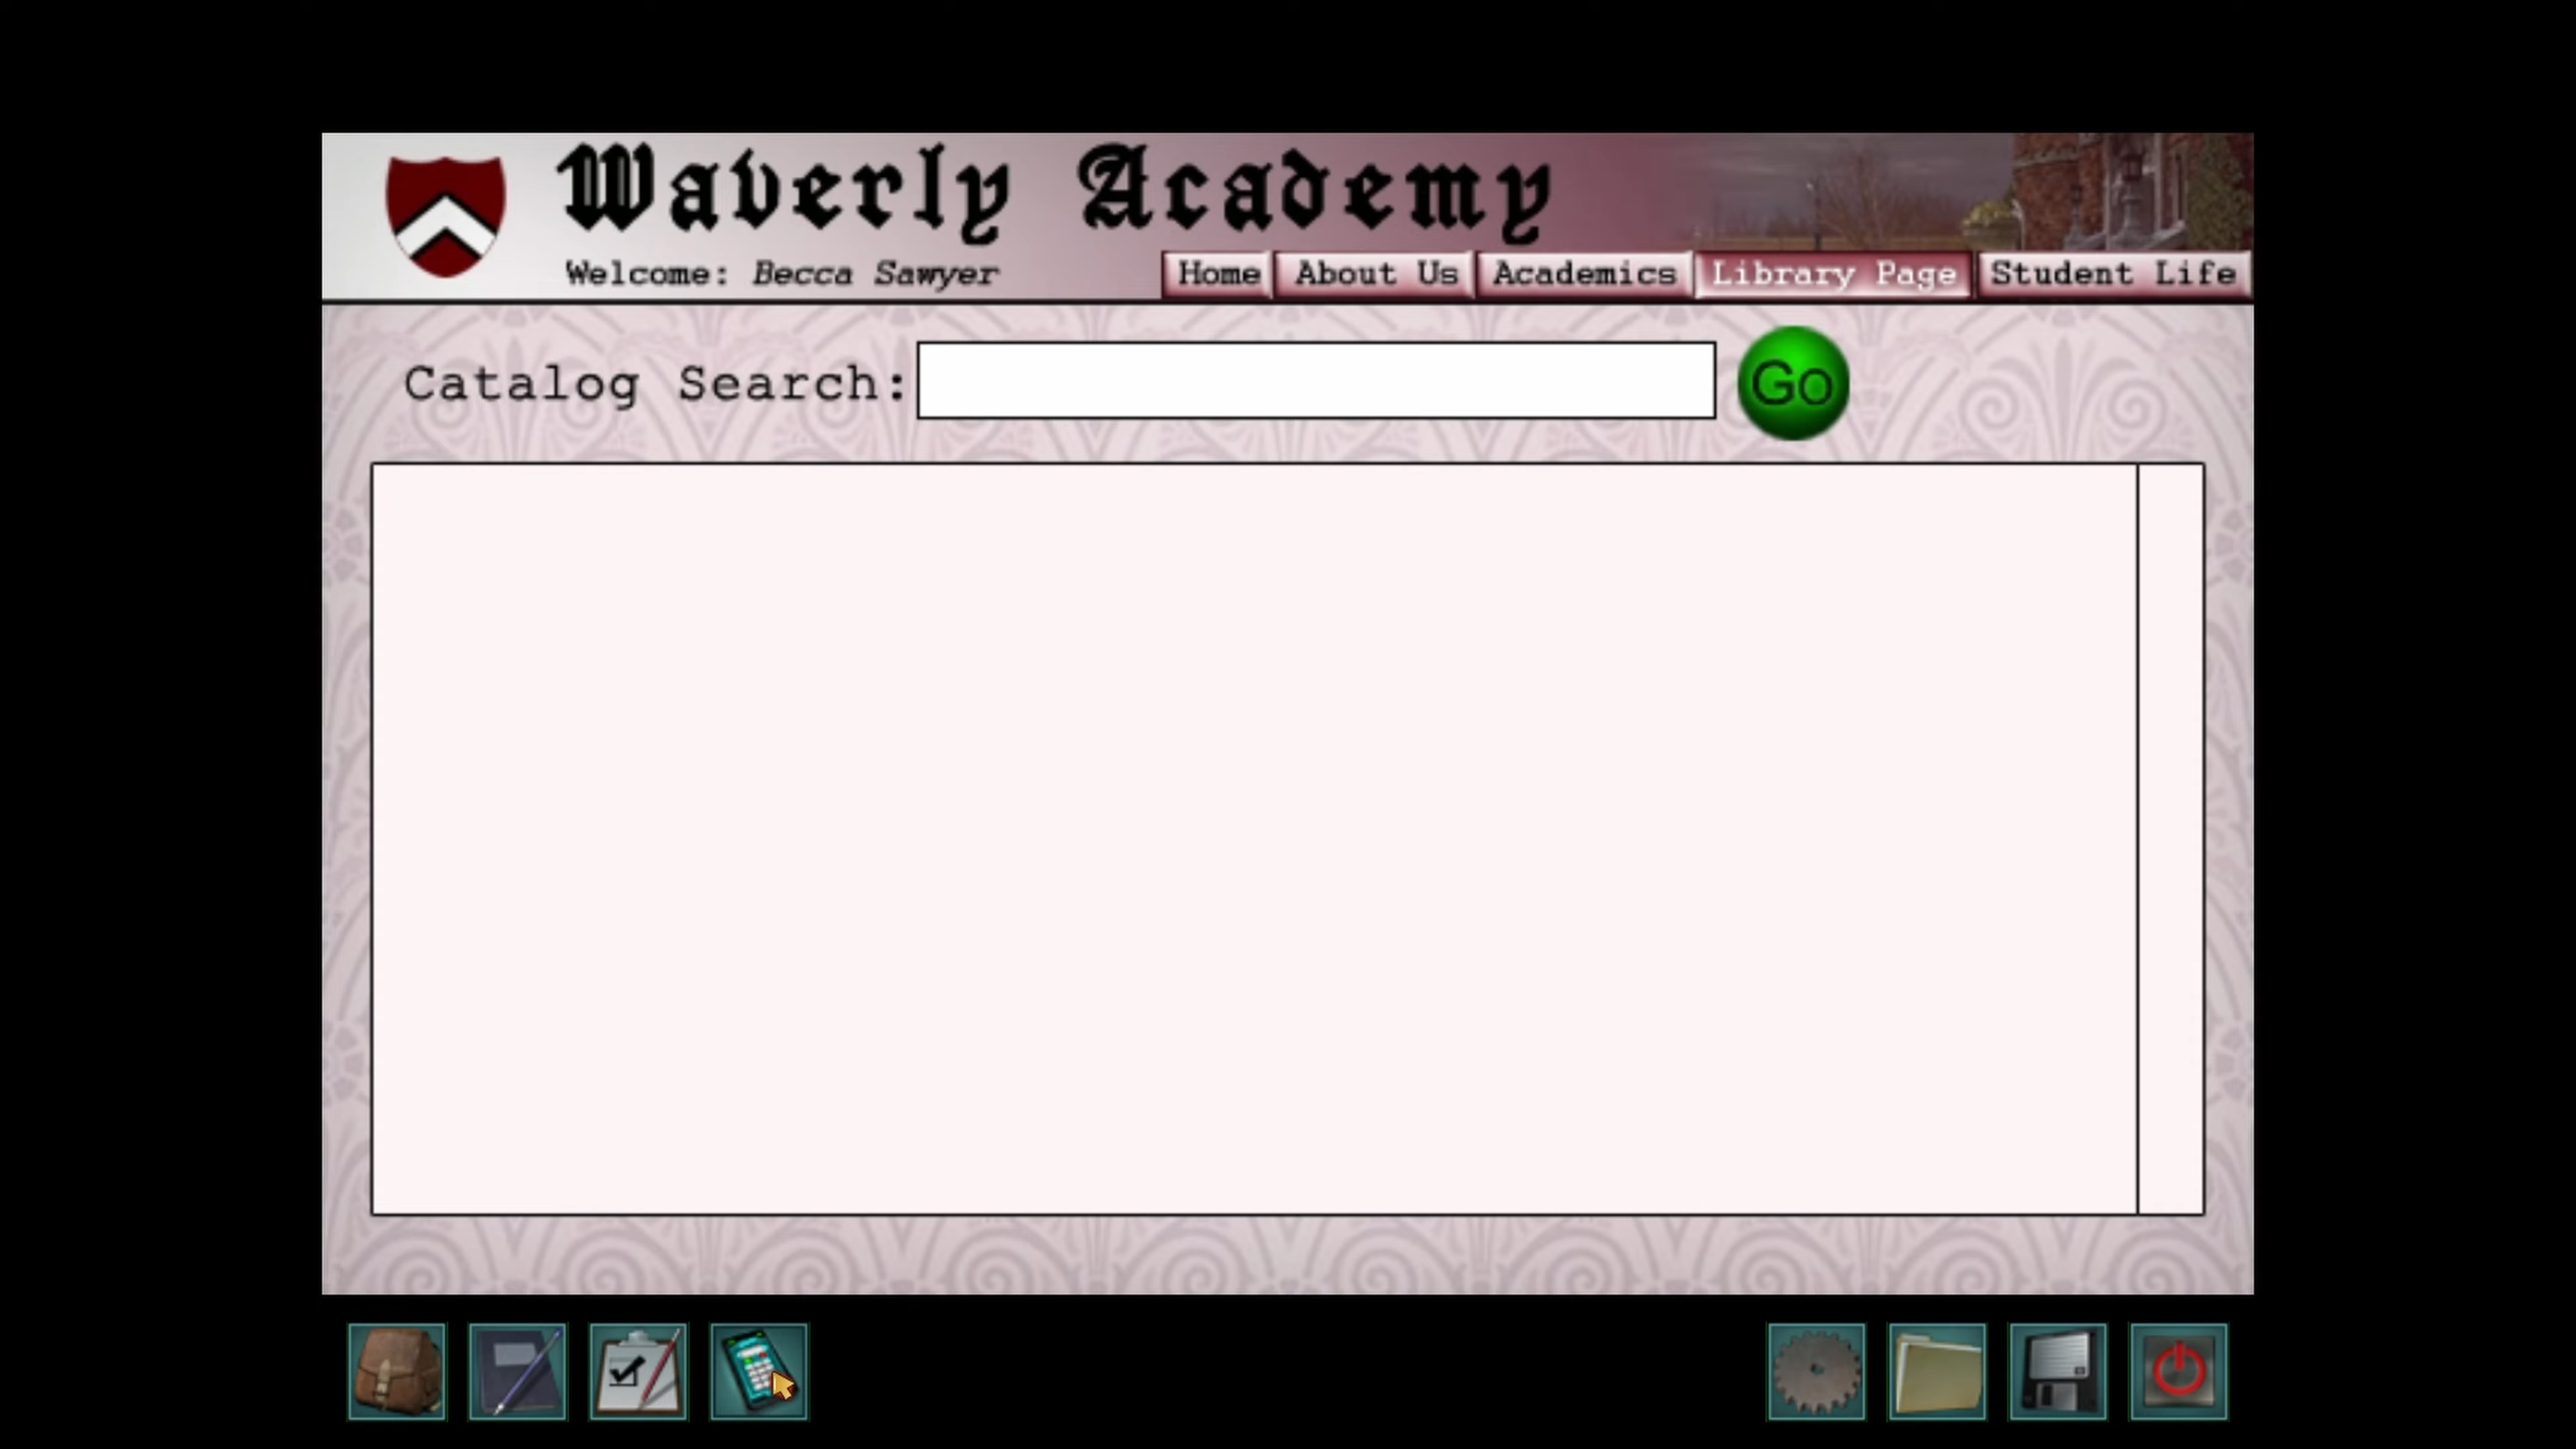 Waverly Academy
Welcome: Becca Sawyer
Home About Us Academics Library Page Student Life
Catalog Search: Go